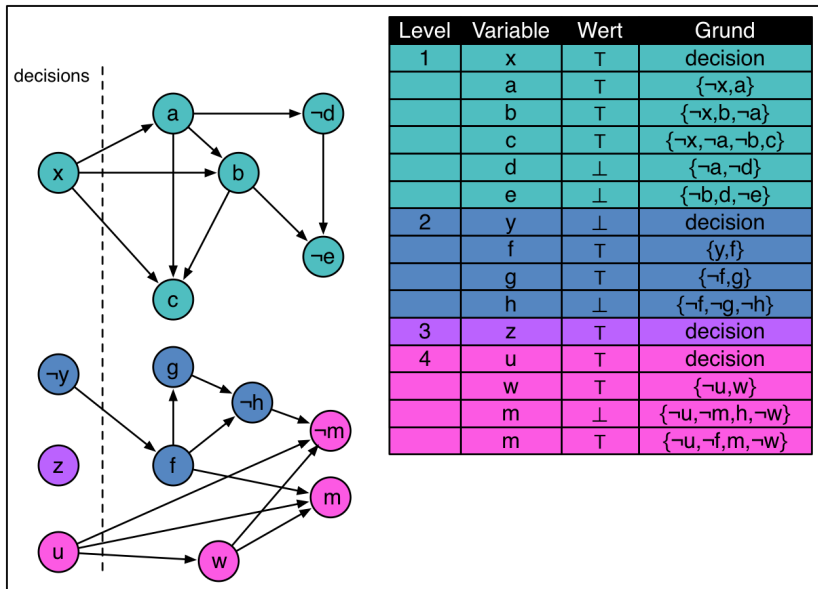 decisions
a
¬d
x
b
¬e
c
¬y
g
¬h
¬m
z
f
m
u
w
Level Variable Wert Grund
1 x ⊤ decision
a ⊤ {¬x,a}
b ⊤ {¬x,b,¬a}
c ⊤ {¬x,¬a,¬b,c}
d ⊥ {¬a,¬d}
e ⊥ {¬b,d,¬e}
2 y ⊥ decision
f ⊤ {y,f}
g ⊤ {¬f,g}
h ⊥ {¬f,¬g,¬h}
3 z ⊤ decision
4 u ⊤ decision
w ⊤ {¬u,w}
m ⊥ {¬u,¬m,h,¬w}
m ⊤ {¬u,¬f,m,¬w}